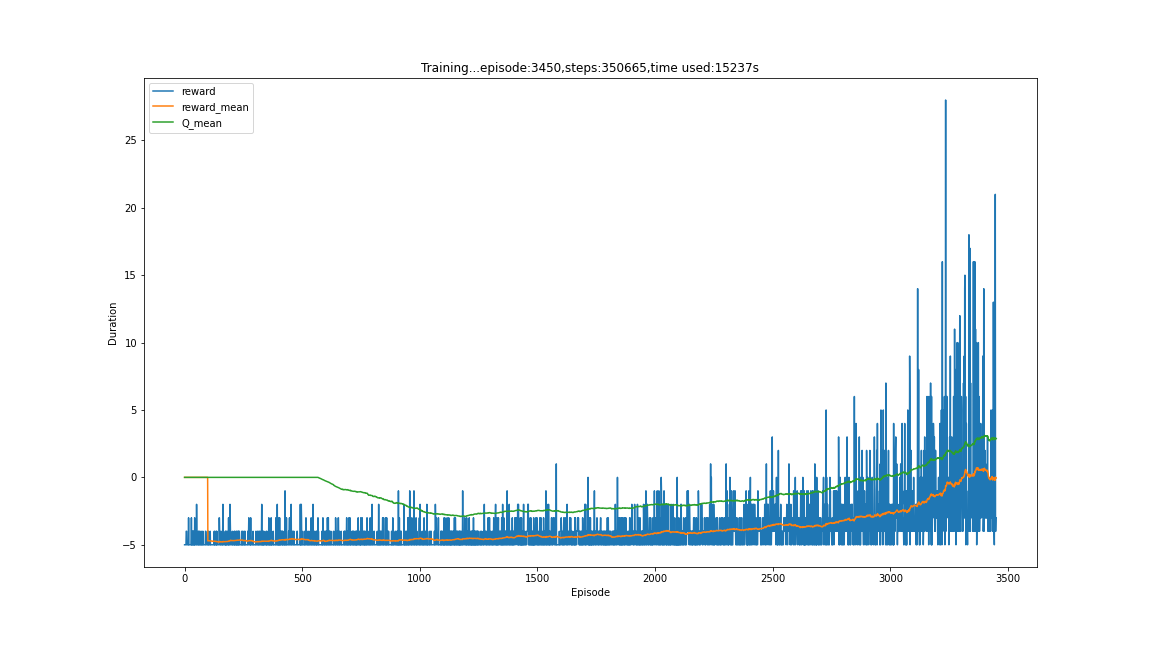 Training...episode:3450,steps:350665,time used:15237s
reward
reward_mean
Q_mean
25
20
15
10
5
0
−5
Duration
0 500 1000 1500 2000 2500 3000 3500
Episode